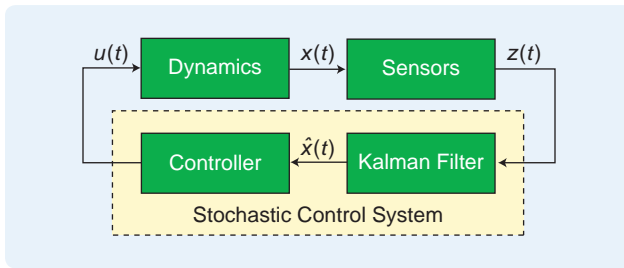 u(t) Dynamics x(t) Sensors z(t)
Controller x̂(t) Kalman Filter
Stochastic Control System